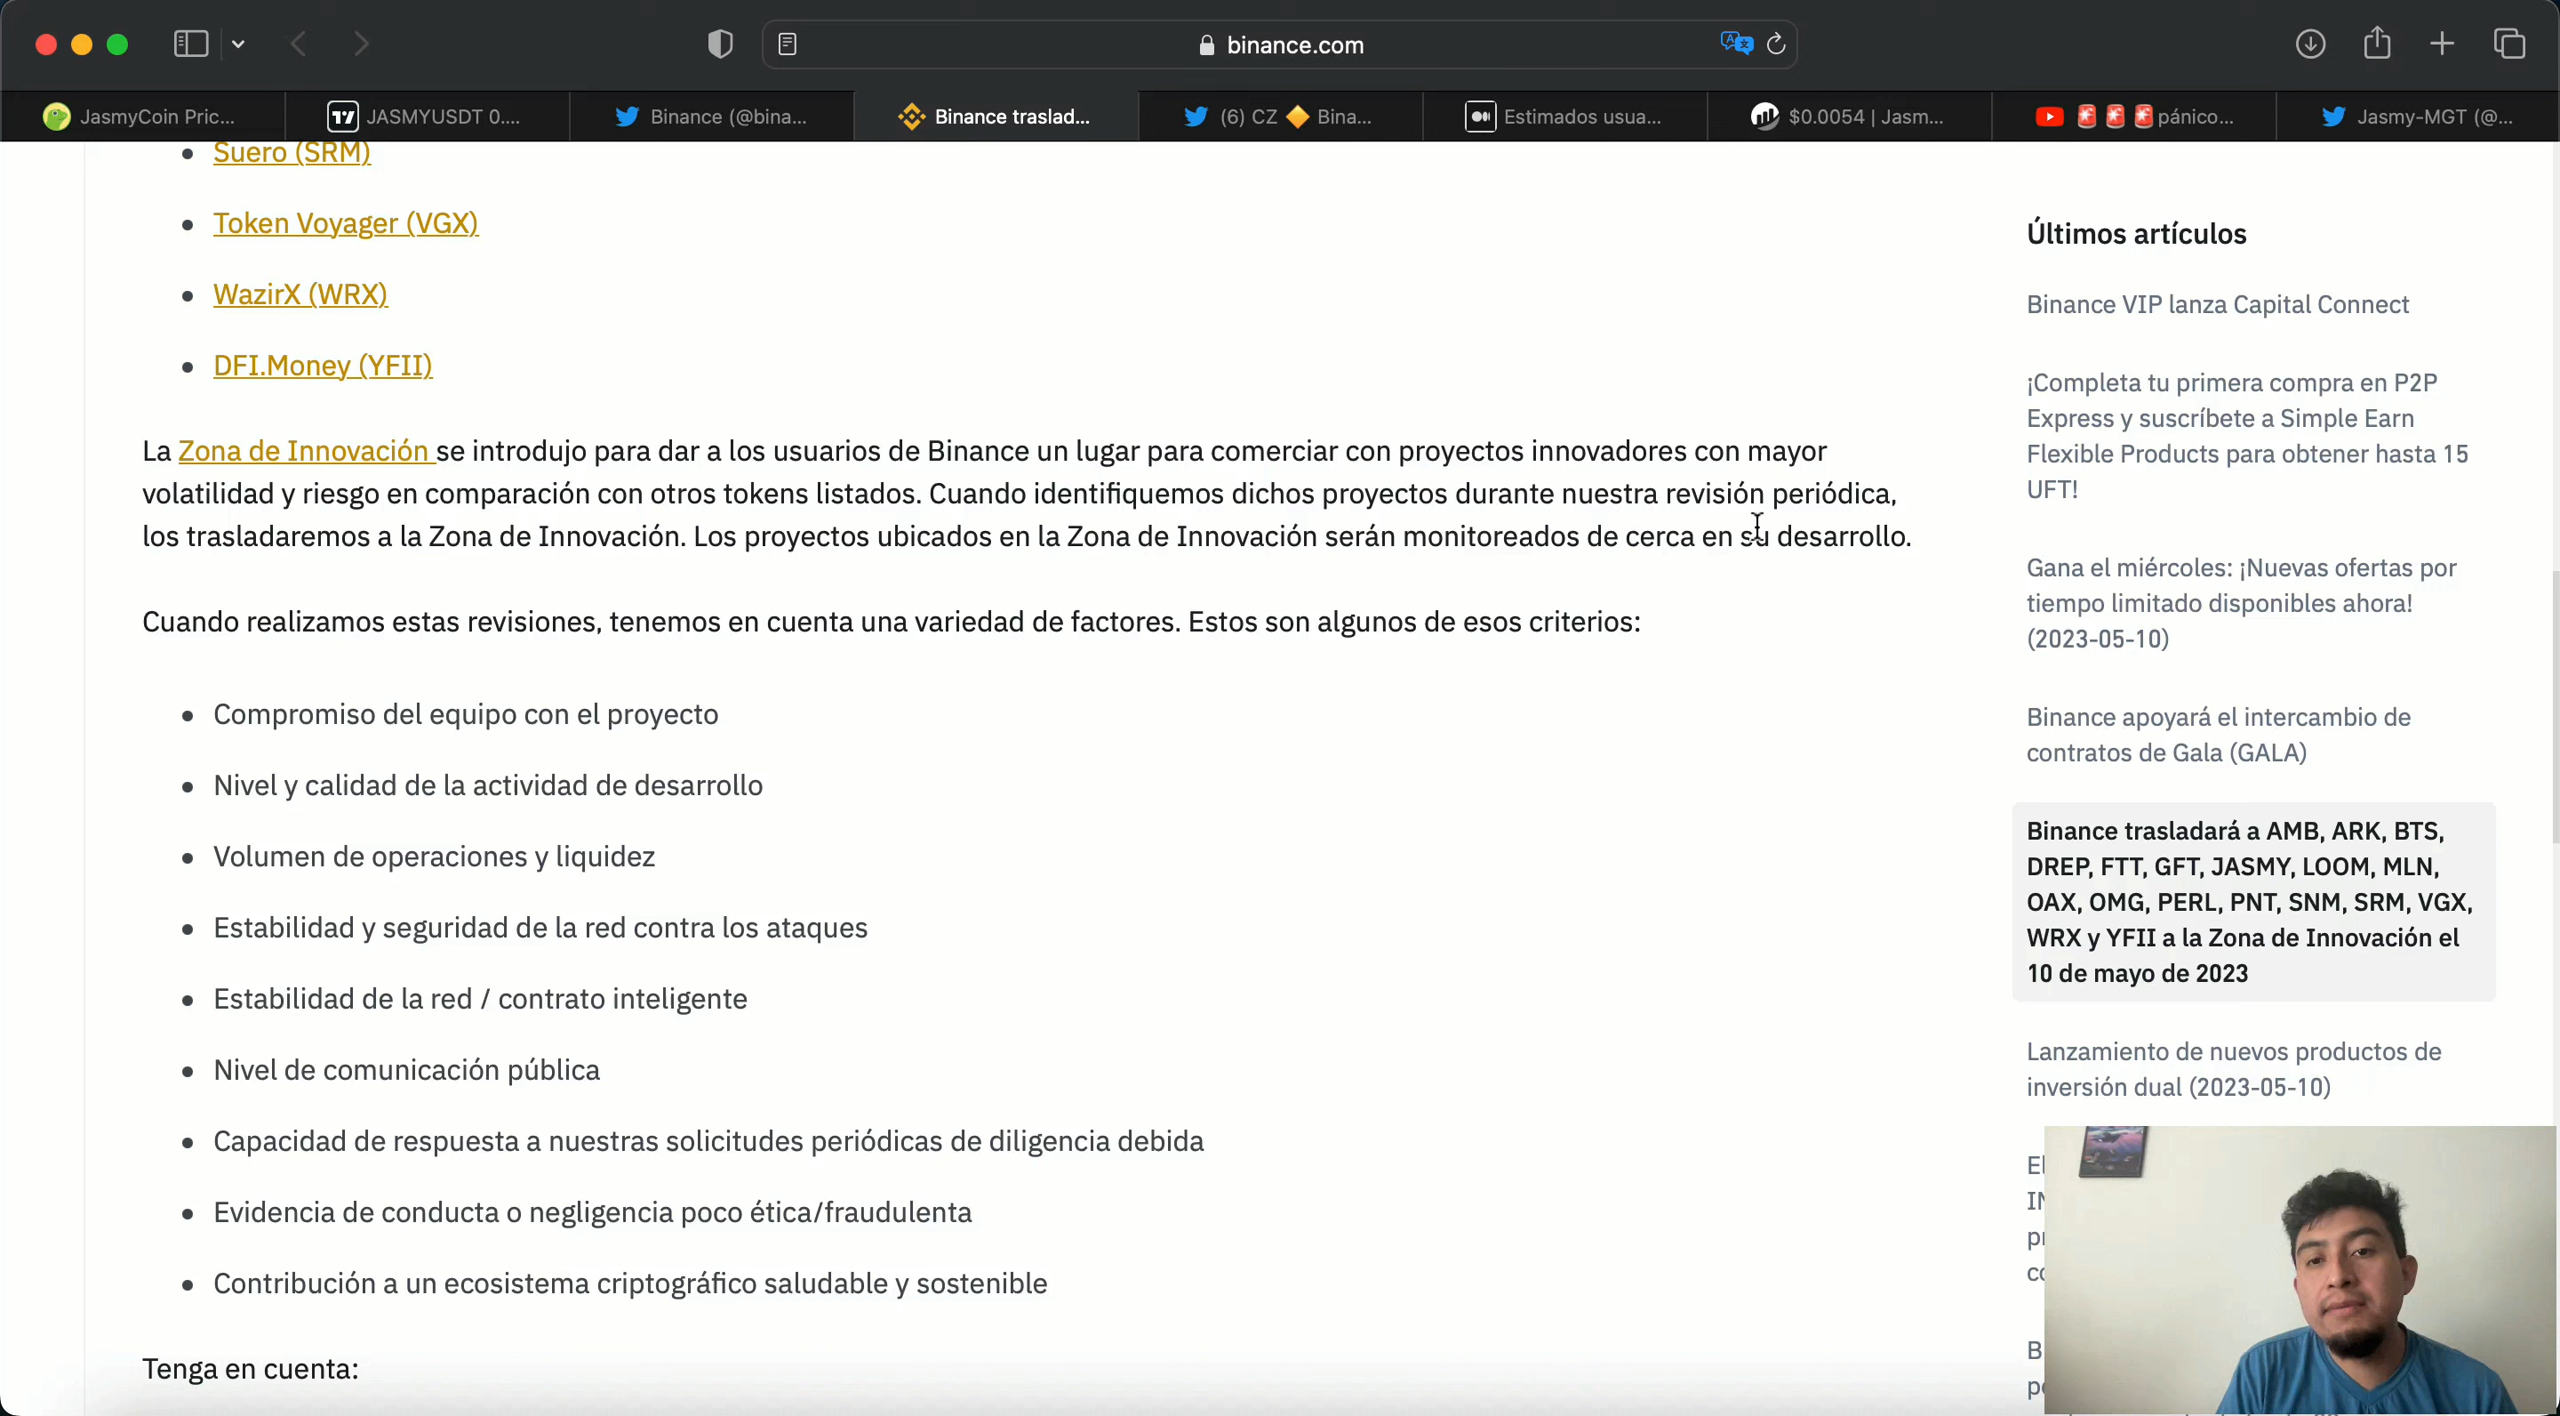 binance.com
JasmyCoin Pric...
JASMYUSDT 0....
Binance (@bina...
Binance traslad...
(6) CZ 🔶 Bina...
Estimados usua...
$0.0054 | Jasm...
🚨🚨🚨pánico...
Jasmy-MGT (@...
Suero (SRM)
Token Voyager (VGX)
WazirX (WRX)
DFI.Money (YFII)
La Zona de Innovación se introdujo para dar a los usuarios de Binance un lugar para comerciar con proyectos innovadores con mayor
volatilidad y riesgo en comparación con otros tokens listados. Cuando identifiquemos dichos proyectos durante nuestra revisión periódica,
los trasladaremos a la Zona de Innovación. Los proyectos ubicados en la Zona de Innovación serán monitoreados de cerca en su desarrollo.
Cuando realizamos estas revisiones, tenemos en cuenta una variedad de factores. Estos son algunos de esos criterios:
Compromiso del equipo con el proyecto
Nivel y calidad de la actividad de desarrollo
Volumen de operaciones y liquidez
Estabilidad y seguridad de la red contra los ataques
Estabilidad de la red / contrato inteligente
Nivel de comunicación pública
Capacidad de respuesta a nuestras solicitudes periódicas de diligencia debida
Evidencia de conducta o negligencia poco ética/fraudulenta
Contribución a un ecosistema criptográfico saludable y sostenible
Tenga en cuenta:
Últimos artículos
Binance VIP lanza Capital Connect
¡Completa tu primera compra en P2P
Express y suscríbete a Simple Earn
Flexible Products para obtener hasta 15
UFT!
Gana el miércoles: ¡Nuevas ofertas por
tiempo limitado disponibles ahora!
(2023-05-10)
Binance apoyará el intercambio de
contratos de Gala (GALA)
Binance trasladará a AMB, ARK, BTS,
DREP, FTT, GFT, JASMY, LOOM, MLN,
OAX, OMG, PERL, PNT, SNM, SRM, VGX,
WRX y YFII a la Zona de Innovación el
10 de mayo de 2023
Lanzamiento de nuevos productos de
inversión dual (2023-05-10)